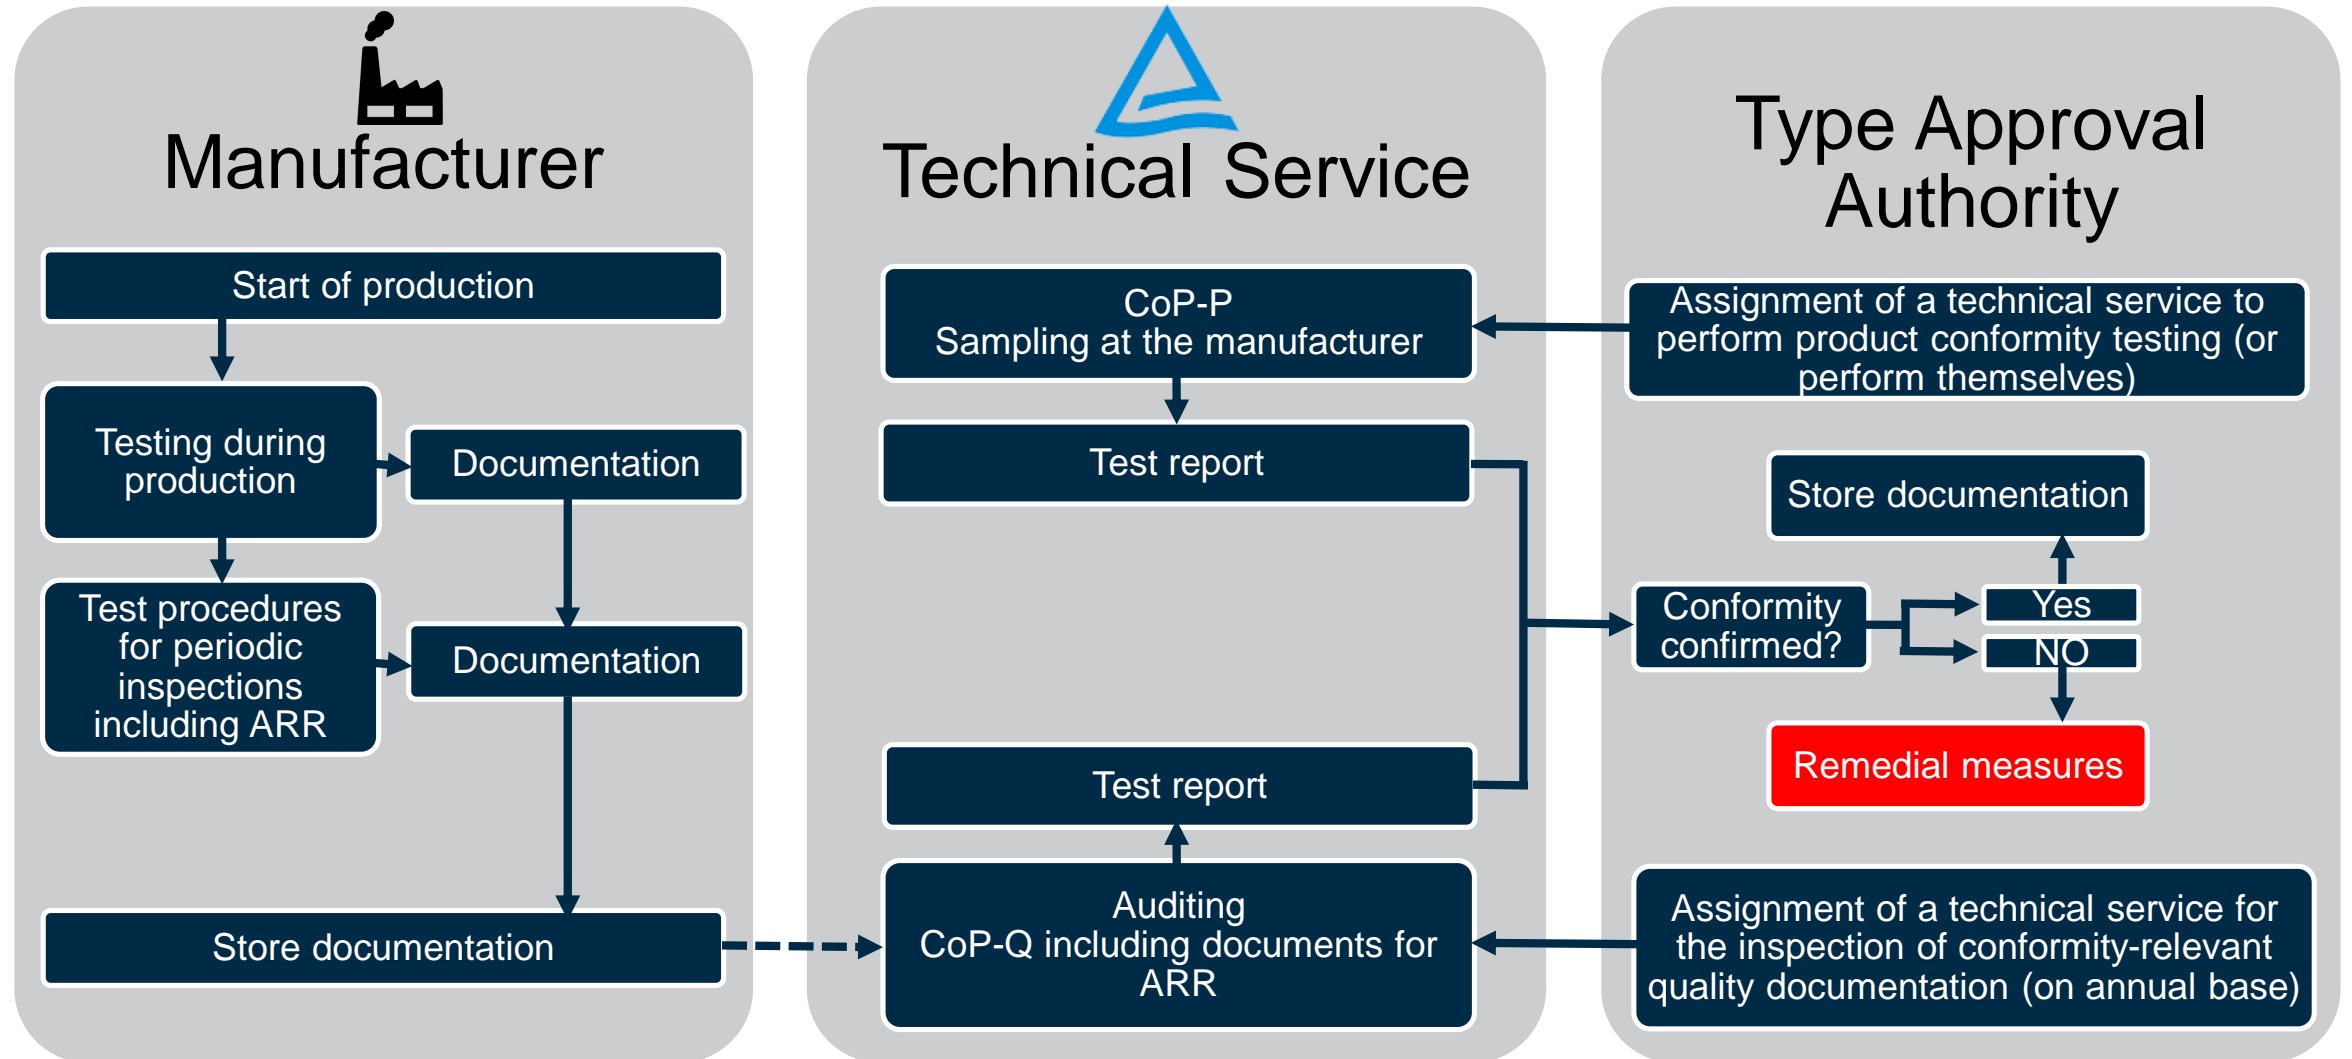 Manufacturer
Start of production
Testing during
production
Documentation
Test procedures
for periodic
inspections
including ARR
Documentation
Store documentation
Technical Service
CoP-P
Sampling at the manufacturer
Test report
Test report
Auditing
CoP-Q including documents for
ARR
Type Approval
Authority
Assignment of a technical service to
perform product conformity testing (or
perform themselves)
Store documentation
Conformity
confirmed?
Yes
NO
Remedial measures
Assignment of a technical service for
the inspection of conformity-relevant
quality documentation (on annual base)